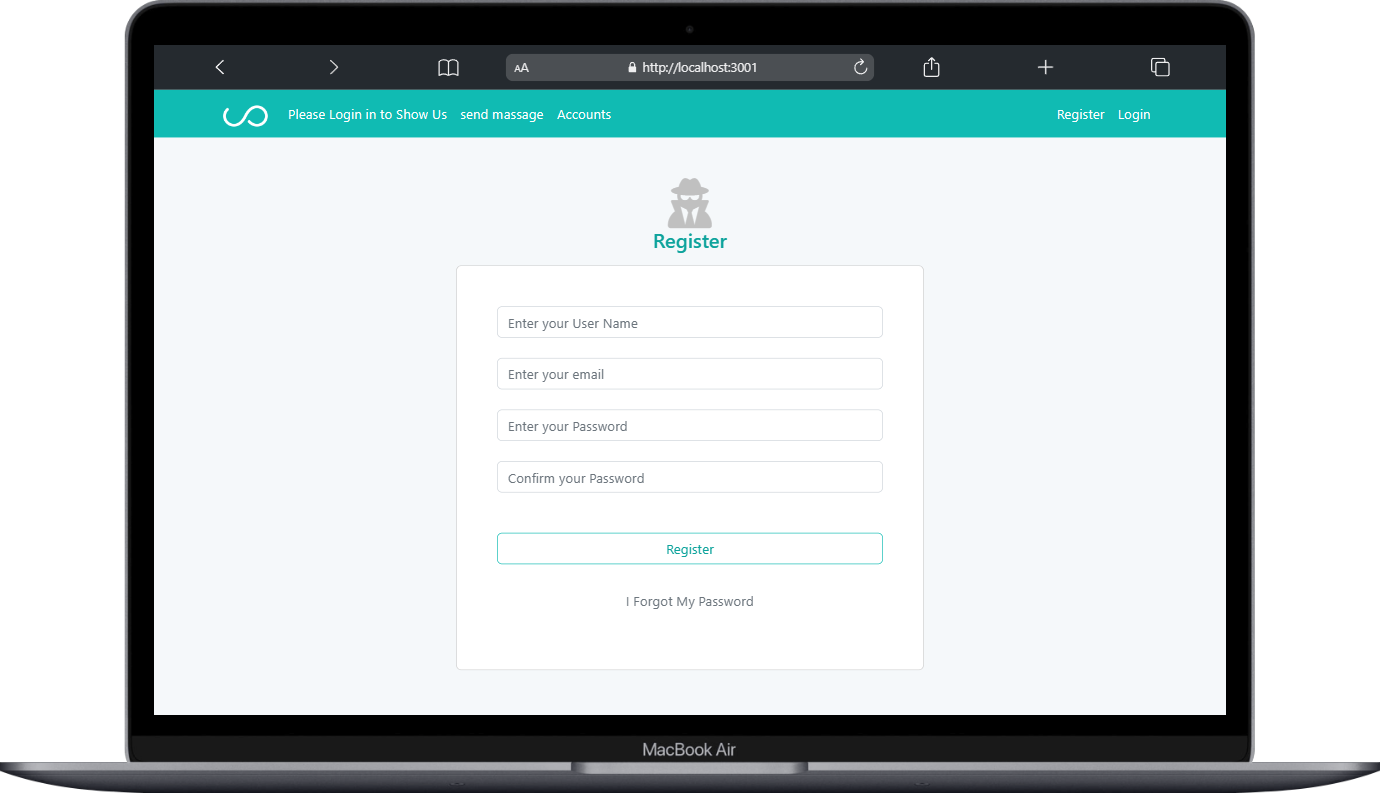 AA http://localhost:3001
Please Login in to Show Us send massage Accounts Register Login
Register
Enter your User Name
Enter your email
Enter your Password
Confirm your Password
Register
I Forgot My Password
MacBook Air